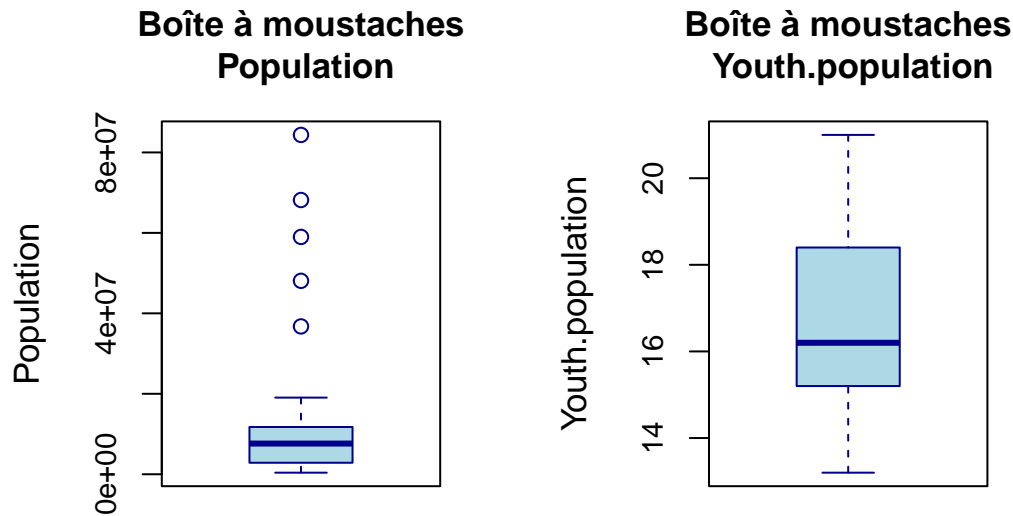 Boîte à moustaches
Population
Population
0e+00
4e+07
8e+07
Boîte à moustaches
Youth.population
Youth.population
14
16
18
20